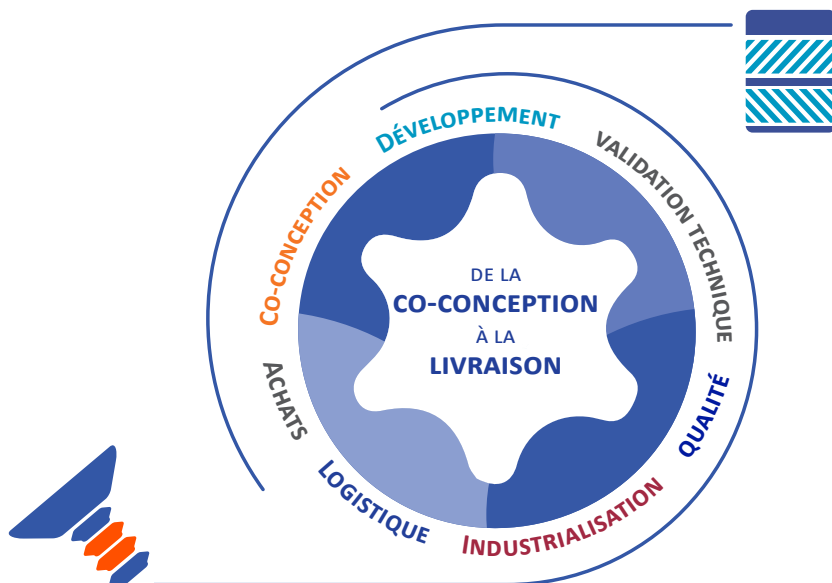 DE LA
CO-CONCEPTION
À LA
LIVRAISON
CO-CONCEPTION
DÉVELOPPEMENT
VALIDATION TECHNIQUE
QUALITÉ
INDUSTRIALISATION
LOGISTIQUE
ACHATS